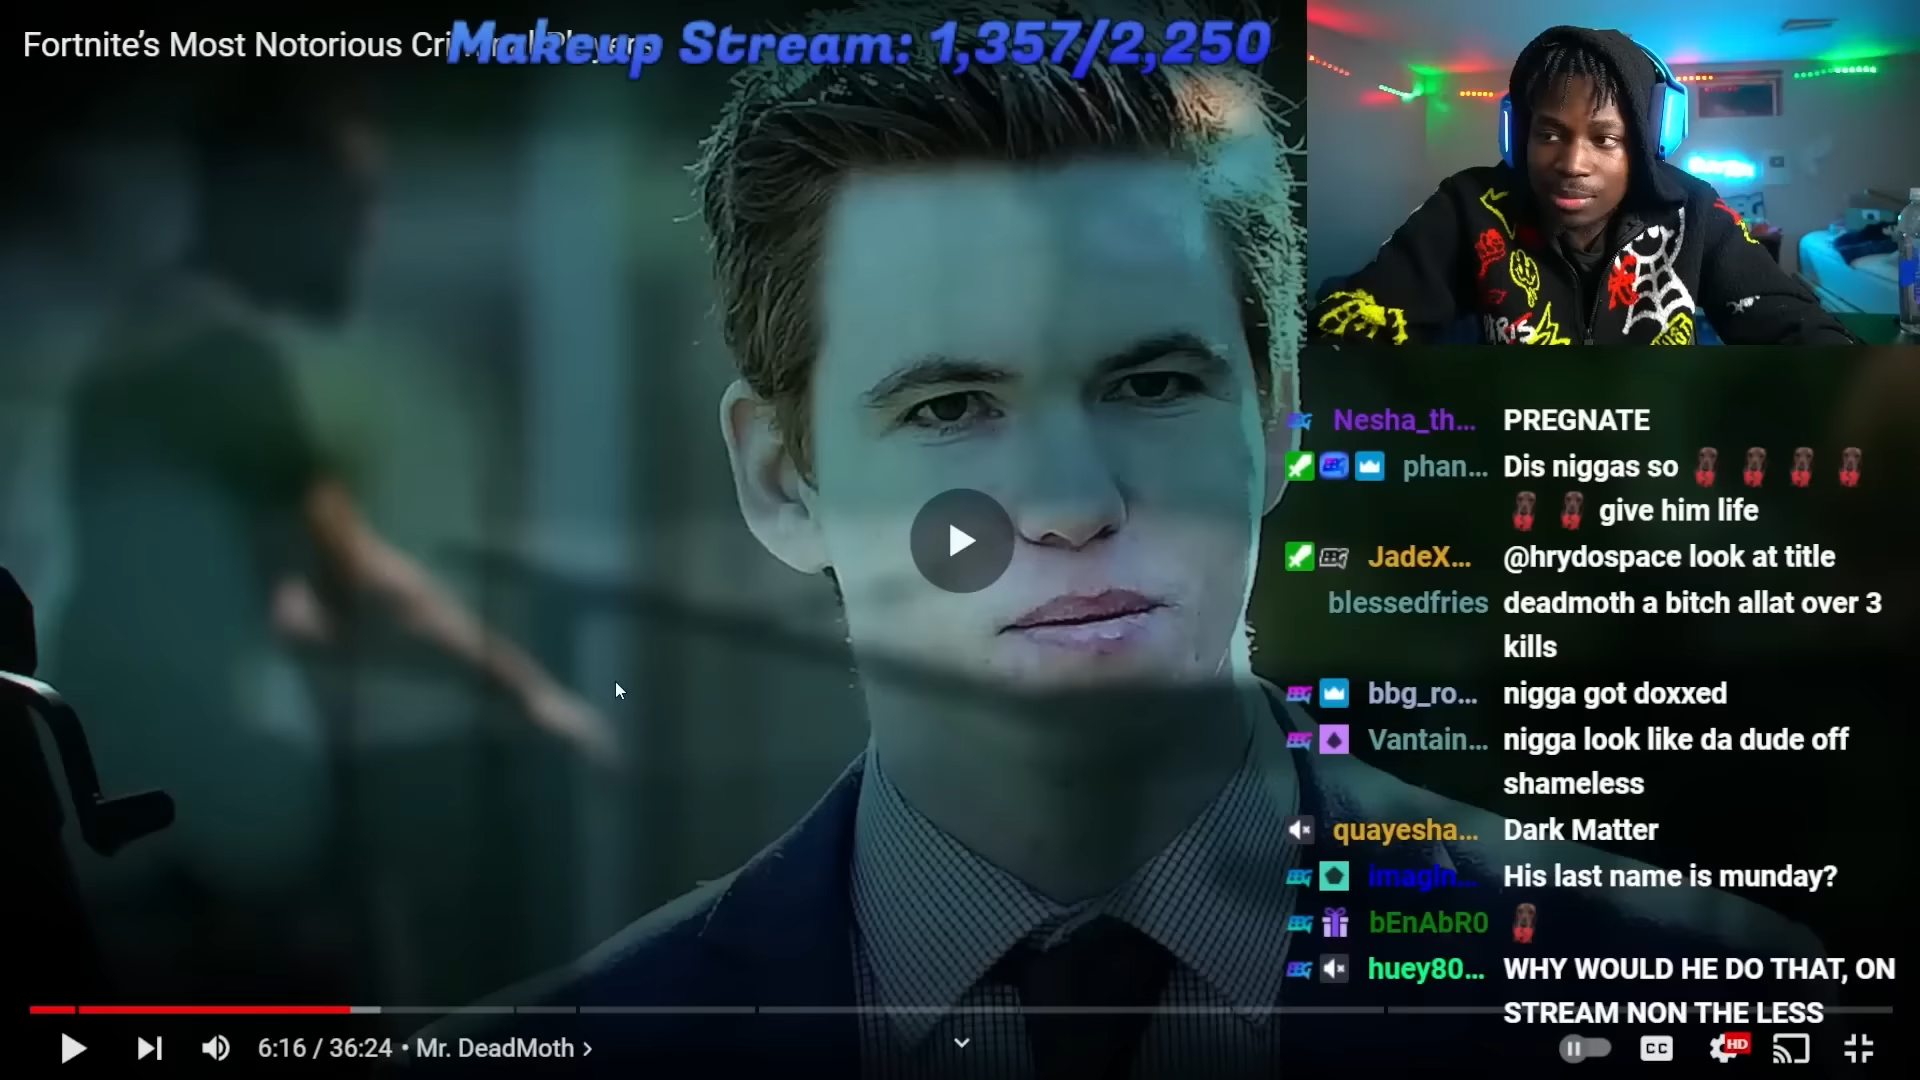 Fortnite's Most Notorious Cri
Makeup Stream: 1,357/2,250
Nesha_th... PREGNATE
phan... Dis niggas so
give him life
JadeX... @hrydospace look at title
blessedfries deadmoth a bitch allat over 3
kills
bbg_ro... nigga got doxxed
Vantain... nigga look like da dude off
shameless
quayesha... Dark Matter
imagin... His last name is munday?
bEnAbR0
huey80... WHY WOULD HE DO THAT, ON
STREAM NON THE LESS
6:16 / 36:24 • Mr. DeadMoth >
CC
HD